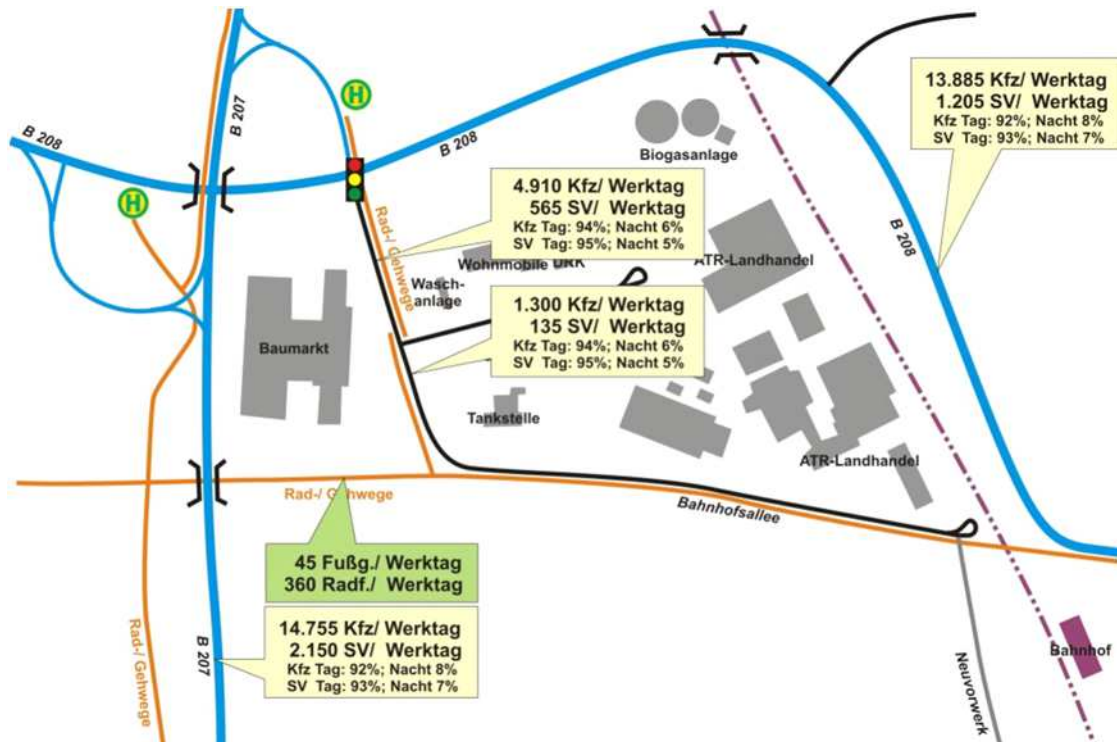 B 207
H
13.885 Kfz/ Werktag
1.205 SV/ Werktag
Kfz Tag: 92%; Nacht 8%
SV Tag: 93%; Nacht 7%
B 208
B 208
Biogasanlage
H
4.910 Kfz/ Werktag
565 SV/ Werktag
Kfz Tag: 94%; Nacht 6%
SV Tag: 95%; Nacht 5%
Rad-/ Gehwege
B 208
Wohnmobile
DRK
ATR-Landhandel
Wasch-
anlage
1.300 Kfz/ Werktag
135 SV/ Werktag
Kfz Tag: 94%; Nacht 6%
SV Tag: 95%; Nacht 5%
Baumarkt
Tankstelle
ATR-Landhandel
Rad-/ Gehwege
Bahnhofsallee
45 Fußg./ Werktag
360 Radf./ Werktag
14.755 Kfz/ Werktag
2.150 SV/ Werktag
Kfz Tag: 92%; Nacht 8%
SV Tag: 93%; Nacht 7%
Rad-/ Gehwege
B 207
Neuvorwerk
Bahnhof